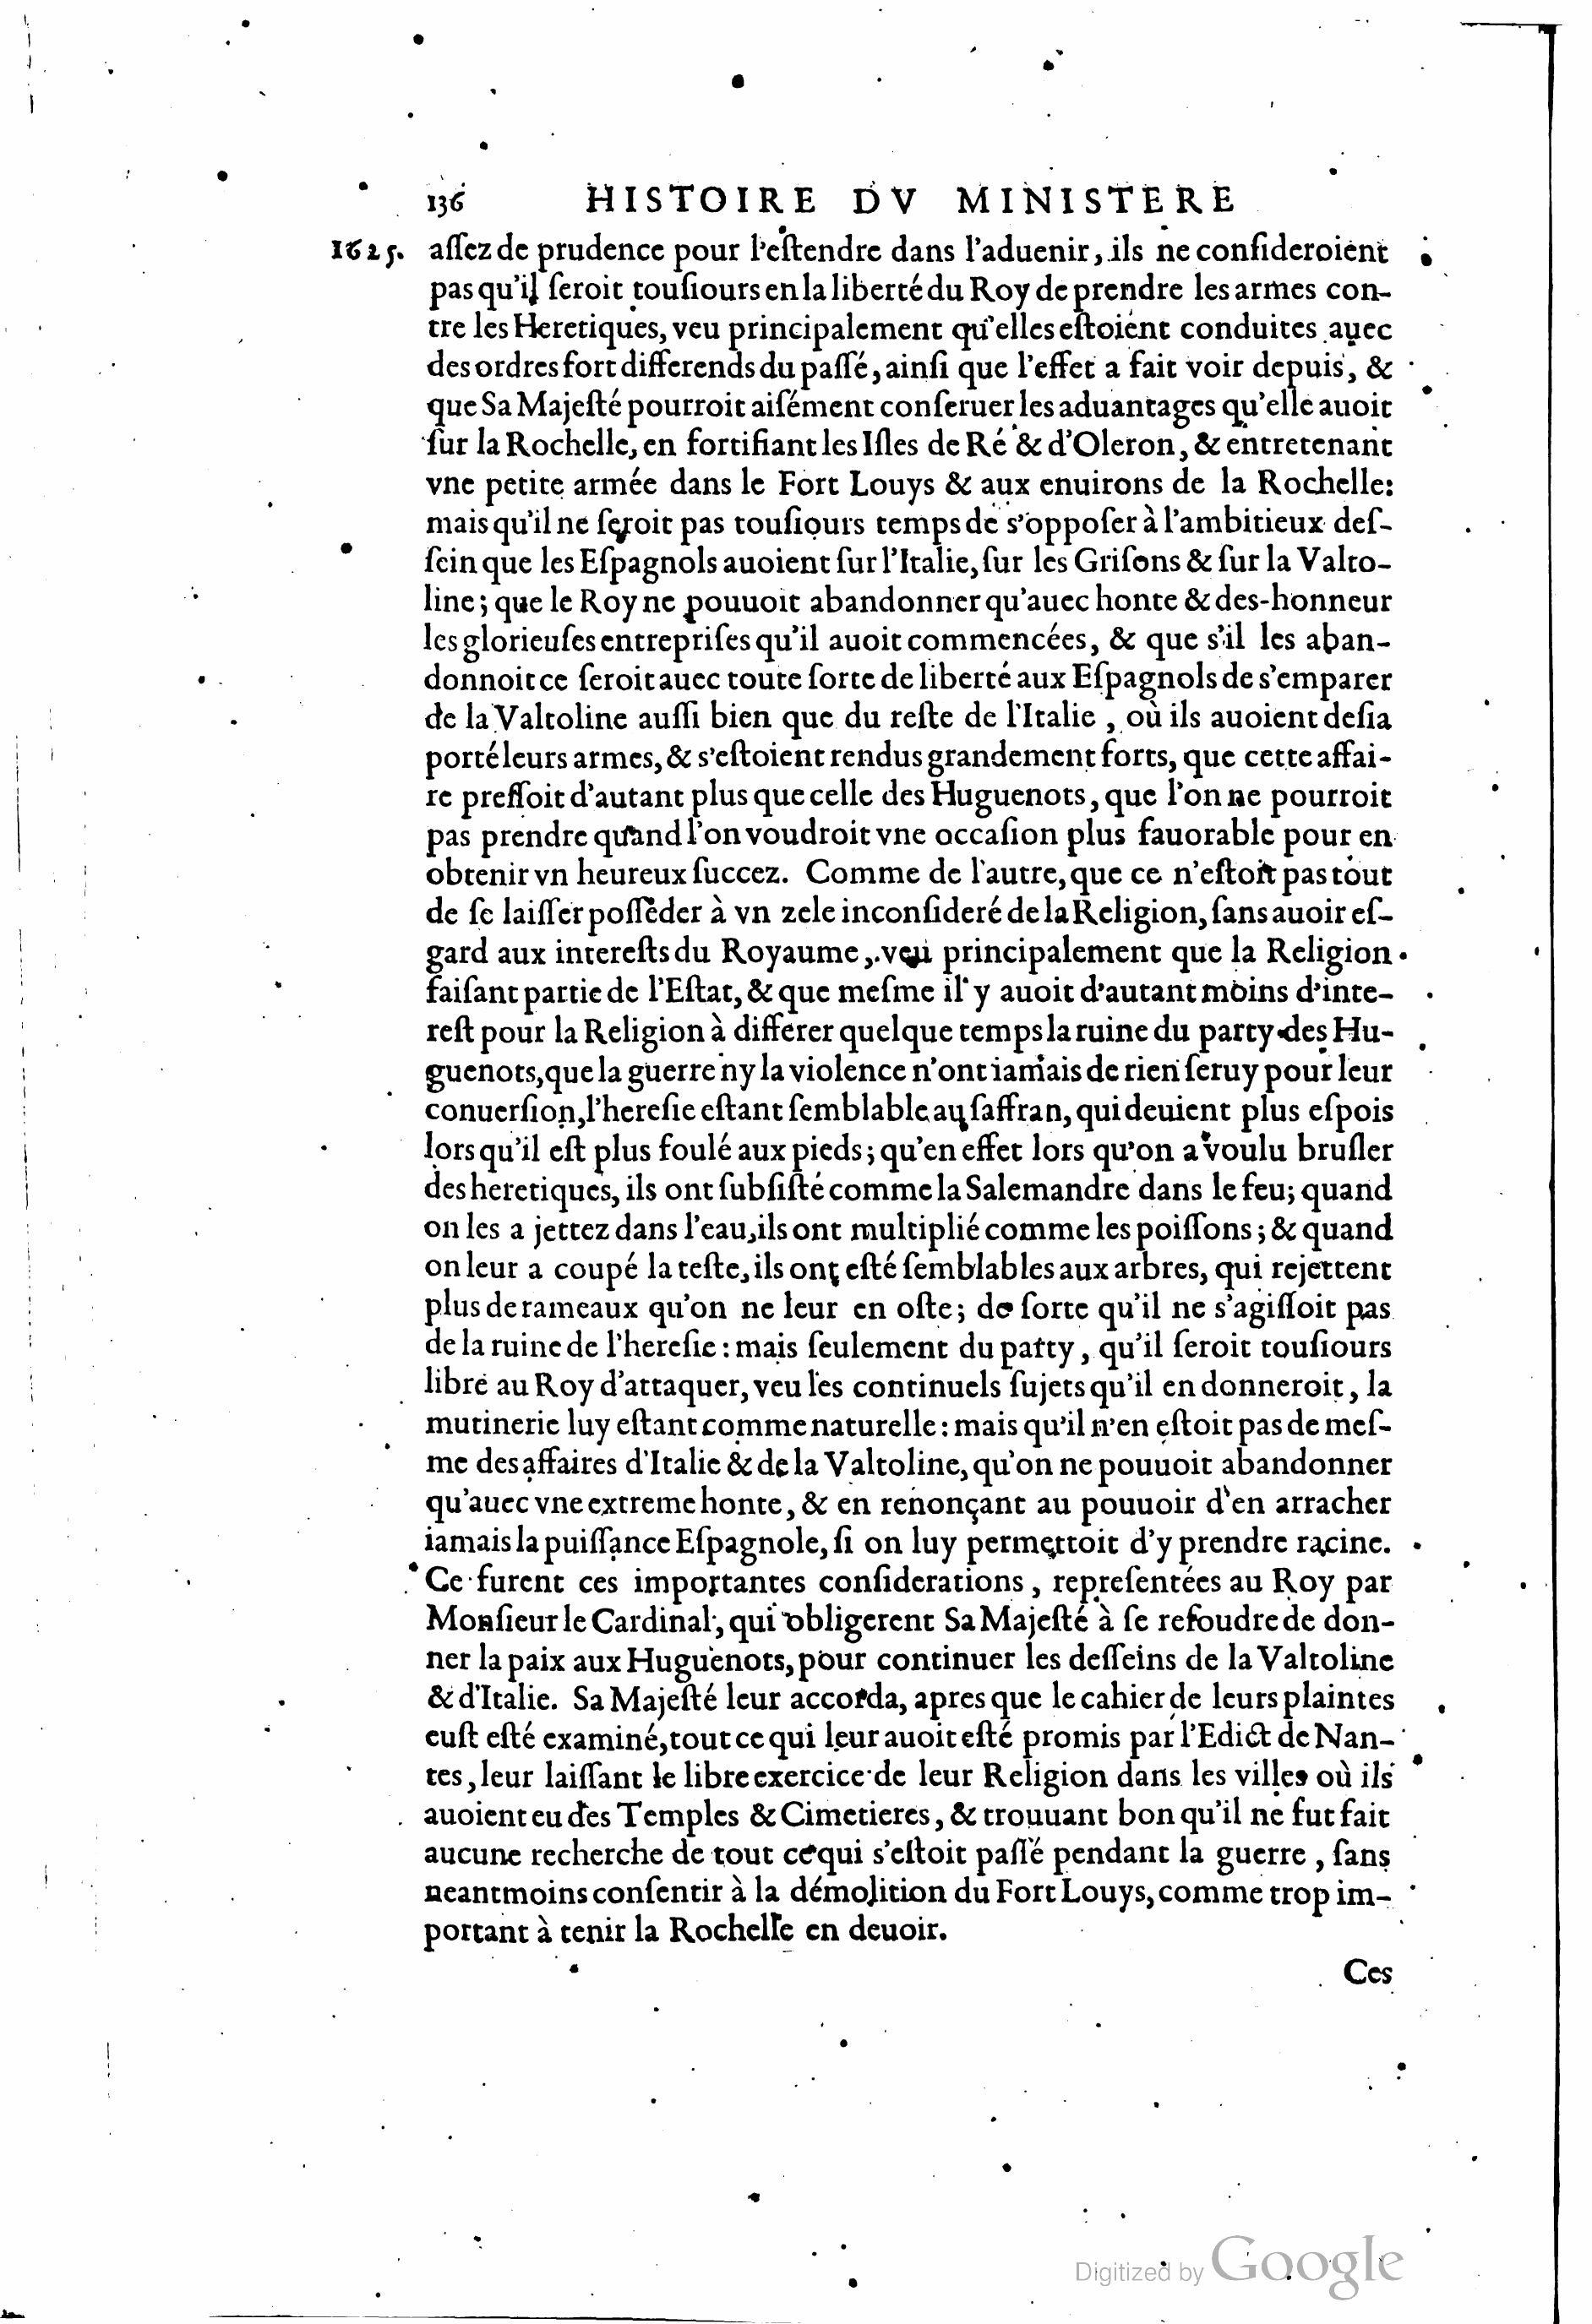 136 HISTOIRE DV MINISTERE
1625. aſſez de prudence pour l'eſtendre dans l'aduenir, ils ne conſideroient
pas qu'il ſeroit touſiours en la liberté du Roy de prendre les armes con-
tre les Heretiques, veu principalement qu'elles eſtoient conduites auec
des ordres fort differends du paſſé, ainſi que l'effet a fait voir depuis, &
que Sa Majeſté pourroit aiſément conſeruer les aduantages qu'elle auoit
ſur la Rochelle, en fortifiant les Iſles de Ré & d'Oleron, & entretenant
vne petite armée dans le Fort Louys & aux enuirons de la Rochelle:
mais qu'il ne ſeroit pas touſiours temps de s'oppoſer à l'ambitieux deſ-
ſein que les Eſpagnols auoient ſur l'Italie, ſur les Griſons & ſur la Valto-
line; que le Roy ne pouuoit abandonner qu'auec honte & des-honneur
les glorieuſes entrepriſes qu'il auoit commencées, & que s'il les aban-
donnoit ce ſeroit auec toute ſorte de liberté aux Eſpagnols de s'emparer
de la Valtoline auſſi bien que du reſte de l'Italie, où ils auoient deſia
porté leurs armes, & s'eſtoient rendus grandement forts, que cette affai-
re preſſoit d'autant plus que celle des Huguenots, que l'on ne pourroit
pas prendre quand l'on voudroit vne occaſion plus fauorable pour en
obtenir vn heureux ſuccez. Comme de l'autre, que ce n'eſtoit pas tout
de ſe laiſſer poſſeder à vn zele inconſideré de la Religion, ſans auoir eſ-
gard aux intereſts du Royaume, veu principalement que la Religion
faiſant partie de l'Eſtat, & que meſme il y auoit d'autant moins d'inte-
reſt pour la Religion à differer quelque temps la ruine du party des Hu-
guenots, que la guerre ny la violence n'ont iamais de rien ſeruy pour leur
conuerſion, l'hereſie eſtant ſemblable au ſaffran, qui deuient plus eſpois
lors qu'il eſt plus foulé aux pieds; qu'en effet lors qu'on a voulu bruſler
des heretiques, ils ont ſubſiſté comme la Salemandre dans le feu; quand
on les a jettez dans l'eau, ils ont multiplié comme les poiſſons; & quand
on leur a coupé la teſte, ils ont eſté ſemblables aux arbres, qui rejettent
plus de rameaux qu'on ne leur en oſte; de ſorte qu'il ne s'agiſſoit pas
de la ruine de l'hereſie: mais ſeulement du party, qu'il ſeroit touſiours
libre au Roy d'attaquer, veu les continuels ſujets qu'il en donneroit, la
mutinerie luy eſtant comme naturelle: mais qu'il n'en eſtoit pas de meſ-
me des affaires d'Italie & de la Valtoline, qu'on ne pouuoit abandonner
qu'auec vne extreme honte, & en renonçant au pouuoir d'en arracher
iamais la puiſſance Eſpagnole, ſi on luy permettoit d'y prendre racine.
Ce furent ces importantes conſiderations, repreſentées au Roy par
Monſieur le Cardinal, qui obligerent Sa Majeſté à ſe reſoudre de don-
ner la paix aux Huguenots, pour continuer les deſſeins de la Valtoline
& d'Italie. Sa Majeſté leur accorda, apres que le cahier de leurs plaintes
euſt eſté examiné, tout ce qui leur auoit eſté promis par l'Edict de Nan-
tes, leur laiſſant le libre exercice de leur Religion dans les villes où ils
auoient eu des Temples & Cimetieres, & trouuant bon qu'il ne fut fait
aucune recherche de tout ce qui s'eſtoit paſſé pendant la guerre, ſans
neantmoins conſentir à la démolition du Fort Louys, comme trop im-
portant à tenir la Rochelle en deuoir.
Ces
Digitized by Google